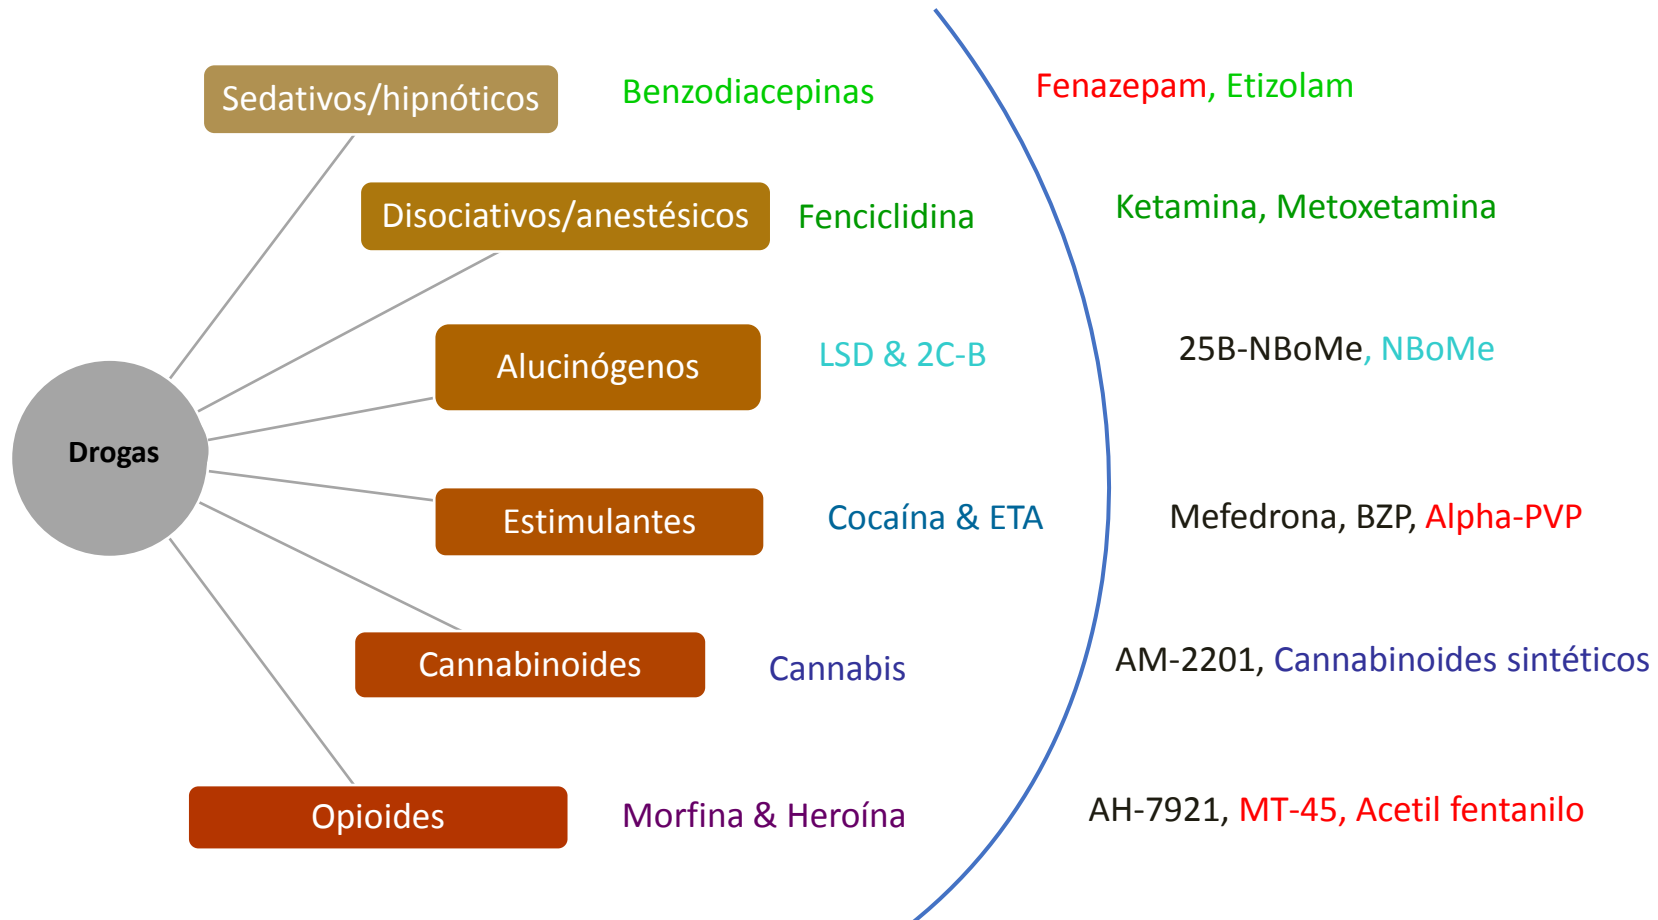 Sedativos/hipnóticos Benzodiacepinas Fenazepam, Etizolam
Disociativos/anestésicos Fenciclidina Ketamina, Metoxetamina
Alucinógenos LSD & 2C-B 25B-NBoMe, NBoMe
Drogas
Estimulantes Cocaína & ETA Mefedrona, BZP, Alpha-PVP
Cannabinoides Cannabis AM-2201, Cannabinoides sintéticos
Opioides Morfina & Heroína AH-7921, MT-45, Acetil fentanilo